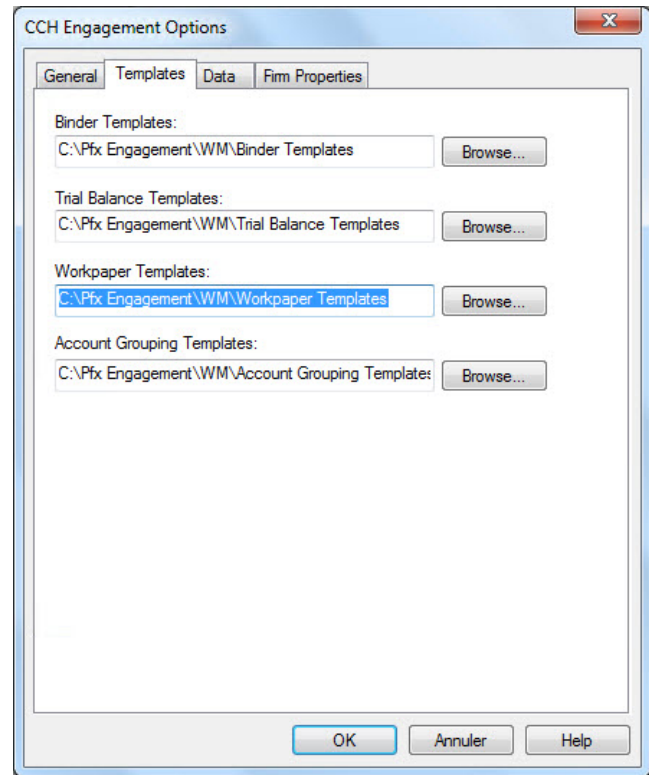 CCH Engagement Options
General Templates Data Firm Properties
Binder Templates:
C:\Pfx Engagement\WM\Binder Templates Browse...
Trial Balance Templates:
C:\Pfx Engagement\WM\Trial Balance Templates Browse...
Workpaper Templates:
C:\Pfx Engagement\WM\Workpaper Templates Browse...
Account Grouping Templates:
C:\Pfx Engagement\WM\Account Grouping Templates Browse...
OK Annuler Help